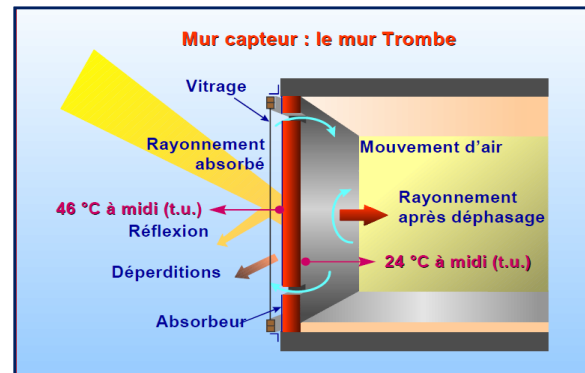 Mur capteur : le mur Trombe
Vitrage
Rayonnement
absorbé
Mouvement d'air
46 °C à midi (t.u.)
Réflexion
Rayonnement
après déphasage
Déperditions
24 °C à midi (t.u.)
Absorbeur